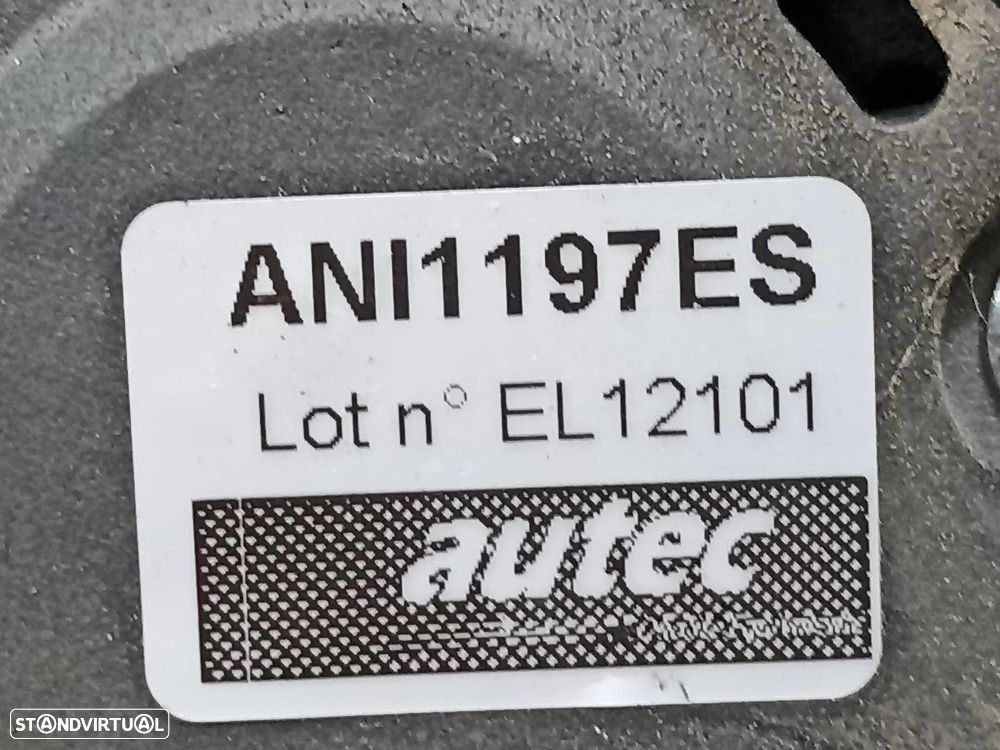 ANI1197ES
Lot n° EL12101
autec
STANDVIRTUAL